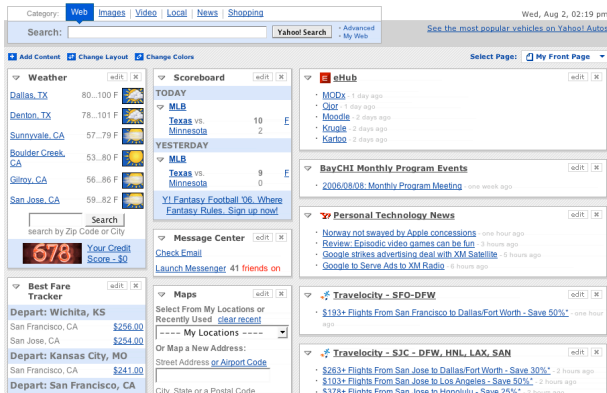 Category: Web Images | Video | Local | News | Shopping
Wed, Aug 2, 02:19 pm
Search: Yahoo! Search · Advanced
· My Web
See the most popular vehicles on Yahoo! Autos
Add Content Change Layout Change Colors
Select Page: My Front Page
Weather edit
Dallas, TX 80...100 F
Denton, TX 78...101 F
Sunnyvale, CA 57...79 F
Boulder Creek,
CA 53...80 F
Gilroy, CA 56...86 F
San Jose, CA 59...82 F
Search
search by Zip Code or City
678 Your Credit
Score - $0
Best Fare
Tracker edit
Depart: Wichita, KS
San Francisco, CA $256.00
San Jose, CA $254.00
Depart: Kansas City, MO
San Francisco, CA $241.00
Depart: San Francisco, CA
Scoreboard edit
TODAY
MLB
Texas vs. 10 F
Minnesota 2
YESTERDAY
MLB
Texas vs. 9 F
Minnesota 0
Y! Fantasy Football '06, Where
Fantasy Rules. Sign up now!
Message Center edit
Check Email
Launch Messenger 41 friends on
Maps edit
Select From My Locations or
Recently Used clear recent
---- My Locations ----
Or Map a New Address:
Street Address or Airport Code
City, State or a Postal Code
eHub edit
· MODx - 1 day ago
· Ojor - 1 day ago
· Moodle - 2 days ago
· Krugle - 2 days ago
· Kartoo - 2 days ago
BayCHI Monthly Program Events edit
· 2006/08/08: Monthly Program Meeting - one week ago
Personal Technology News edit
· Norway not swayed by Apple concessions - one hour ago
· Review: Episodic video games can be fun - 3 hours ago
· Google strikes advertising deal with XM Satellite - 5 hours ago
· Google to Serve Ads to XM Radio - 6 hours ago
Travelocity - SFO-DFW edit
· $193+ Flights From San Francisco to Dallas/Fort Worth - Save 50%* - one hour
ago
Travelocity - SJC - DFW, HNL, LAX, SAN edit
· $263+ Flights From San Jose to Dallas/Fort Worth - Save 30%* - 2 hours ago
· $103+ Flights From San Jose to Los Angeles - Save 50%* - 2 hours ago
· $378+ Flights From San Jose to Honolulu - Save 25%* - 2 hours ago